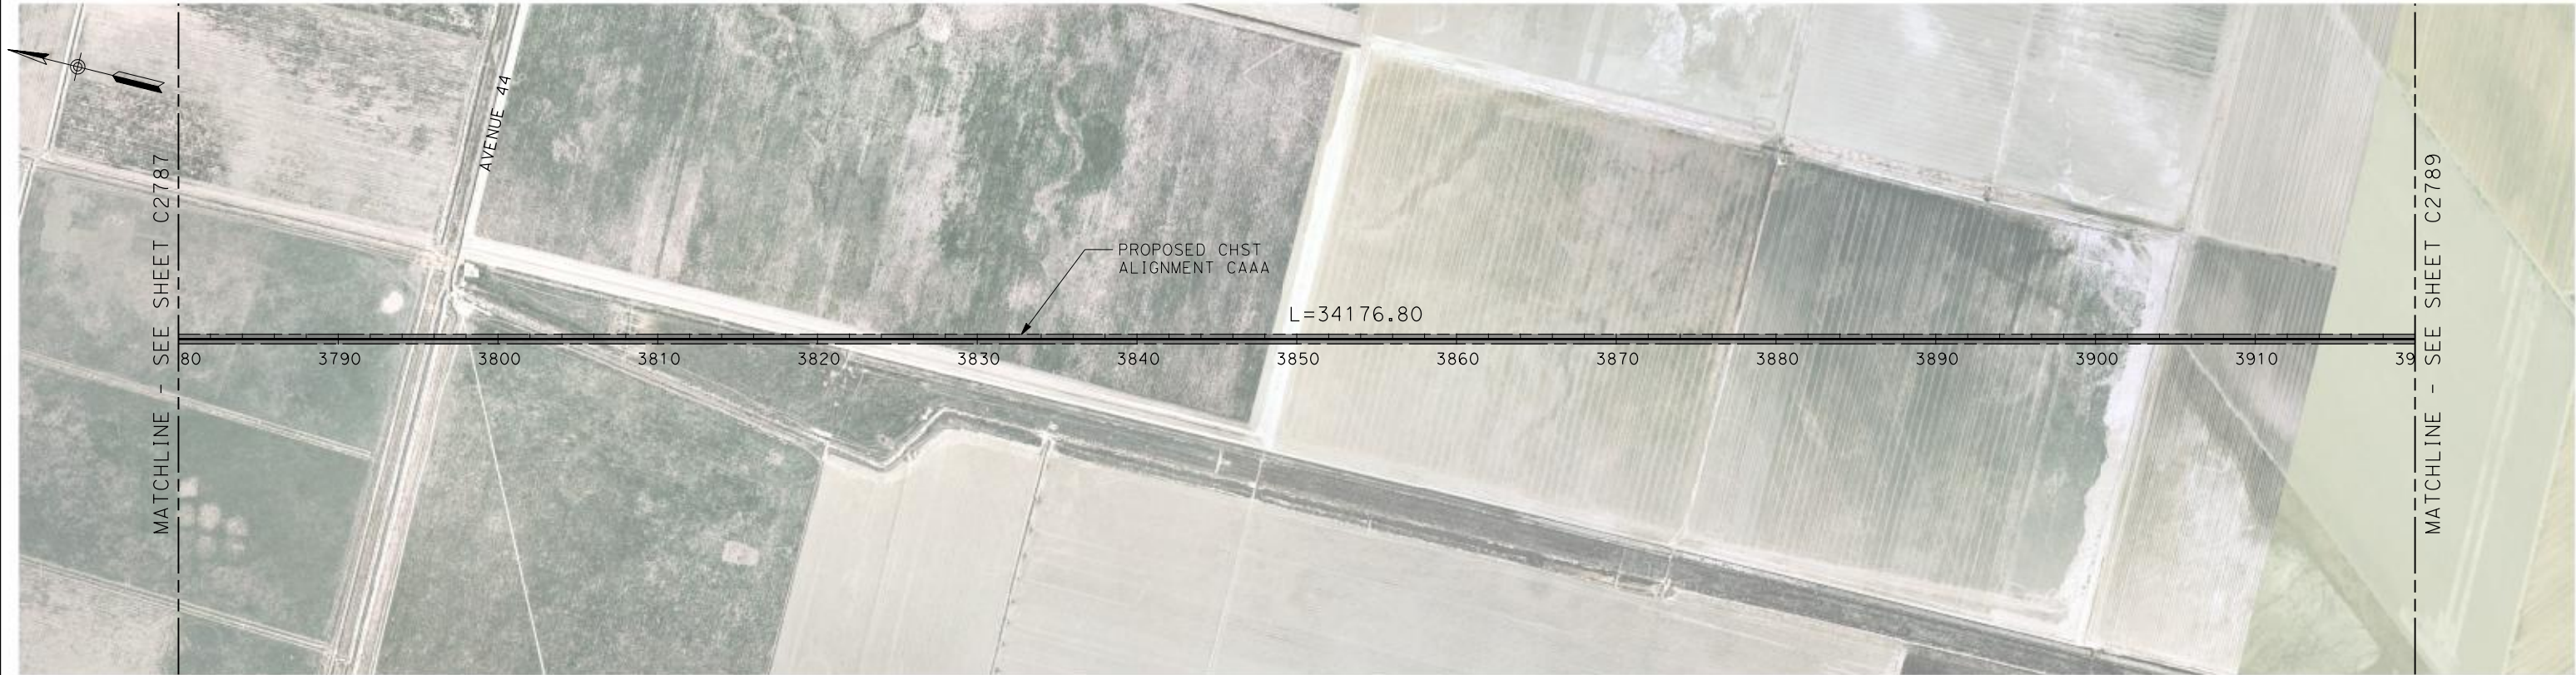 AVENUE 44
MATCHLINE - SEE SHEET C2787
PROPOSED CHST
ALIGNMENT CAAA
L=34176.80
80 3790 3800 3810 3820 3830 3840 3850 3860 3870 3880 3890 3900 3910 39
MATCHLINE - SEE SHEET C2789